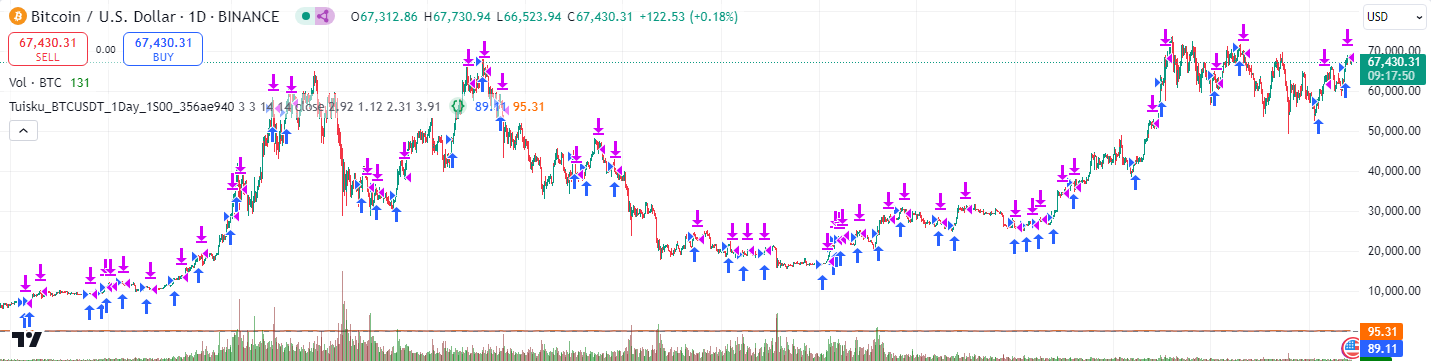 Bitcoin / U.S. Dollar · 1D · BINANCE O67,312.86 H67,730.94 L66,523.94 C67,430.31 +122.53 (+0.18%)
USD
67,430.31
SELL
0.00
67,430.31
BUY
Vol · BTC 131
Tuisku_BTCUSDT_1Day_1S00_356ae940 3 3 14 14 close 2.92 1.12 2.31 3.91 89.11 95.31
70,000.00
67,430.31
09:17:50
60,000.00
50,000.00
40,000.00
30,000.00
20,000.00
10,000.00
95.31
89.11